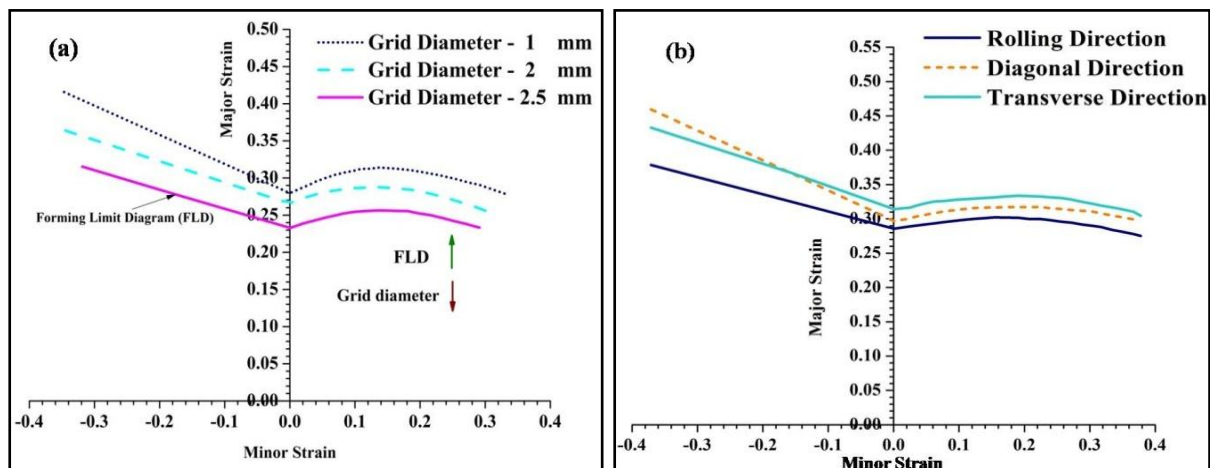 (a)
Grid Diameter - 1 mm
Grid Diameter - 2 mm
Grid Diameter - 2.5 mm
Major Strain
0.50
0.45
0.40
0.35
0.30
0.25
0.20
0.15
0.10
0.05
0.00
Forming Limit Diagram (FLD)
FLD
Grid diameter
-0.4 -0.3 -0.2 -0.1 0.0 0.1 0.2 0.3 0.4
Minor Strain
(b)
Rolling Direction
Diagonal Direction
Transverse Direction
Major Strain
0.55
0.50
0.45
0.40
0.35
0.30
0.25
0.20
0.15
0.10
0.05
0.00
-0.4 -0.3 -0.2 -0.1 0.0 0.1 0.2 0.3 0.4
Minor Strain